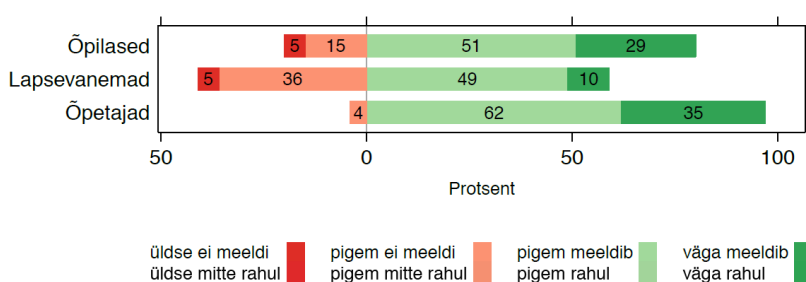 Õpilased 5 15 51 29
Lapsevanemad 5 36 49 10
Õpetajad 4 62 35
50 0 50 100
Protsent
üldse ei meeldi pigem ei meeldi pigem meeldib väga meeldib
üldse mitte rahul pigem mitte rahul pigem rahul väga rahul